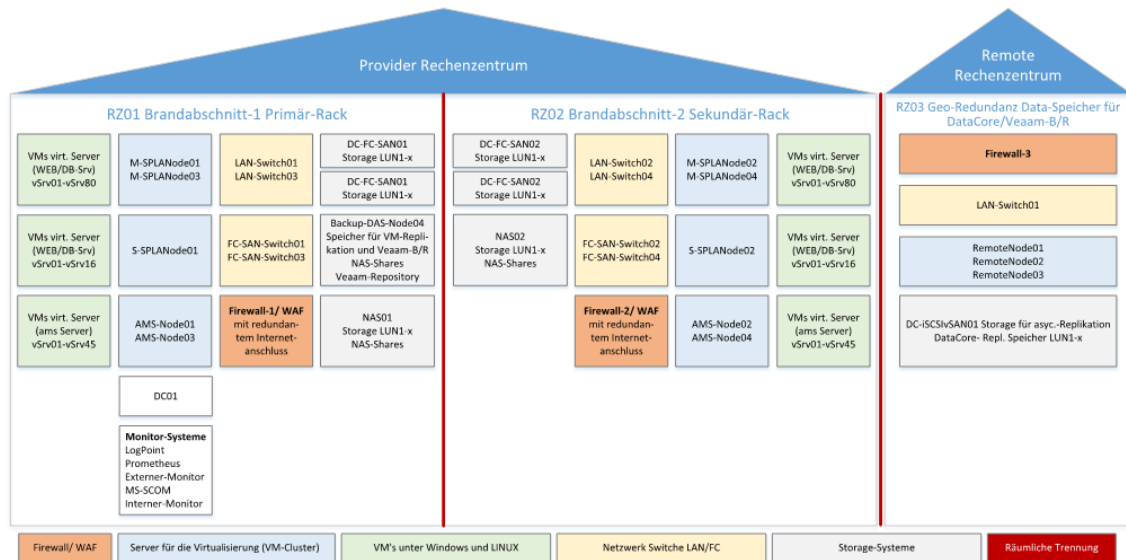 Provider Rechenzentrum
Remote
Rechenzentrum
RZ01 Brandabschnitt-1 Primär-Rack
VMs virt. Server
(WEB/DB-Srv)
vSrv01-vSrv80
M-SPLANode01
M-SPLANode03
LAN-Switch01
LAN-Switch03
DC-FC-SAN01
Storage LUN1-x
DC-FC-SAN01
Storage LUN1-x
VMs virt. Server
(WEB/DB-Srv)
vSrv01-vSrv16
S-SPLANode01
FC-SAN-Switch01
FC-SAN-Switch03
Backup-DAS-Node04
Speicher für VM-Repli-
kation und Veeam-B/R
NAS-Shares
Veeam-Repository
VMs virt. Server
(ams Server)
vSrv01-vSrv45
AMS-Node01
AMS-Node03
Firewall-1/ WAF
mit redundan-
tem Internet-
anschluss
NAS01
Storage LUN1-x
NAS-Shares
DC01
Monitor-Systeme
LogPoint
Prometheus
Externer-Monitor
MS-SCOM
Interner-Monitor
RZ02 Brandabschnitt-2 Sekundär-Rack
DC-FC-SAN02
Storage LUN1-x
DC-FC-SAN02
Storage LUN1-x
LAN-Switch02
LAN-Switch04
M-SPLANode02
M-SPLANode04
VMs virt. Server
(WEB/DB-Srv)
vSrv01-vSrv80
NAS02
Storage LUN1-x
NAS-Shares
FC-SAN-Switch02
FC-SAN-Switch04
S-SPLANode02
VMs virt. Server
(WEB/DB-Srv)
vSrv01-vSrv16
Firewall-2/ WAF
mit redundan-
tem Internet-
anschluss
AMS-Node02
AMS-Node04
VMs virt. Server
(ams Server)
vSrv01-vSrv45
RZ03 Geo-Redundanz Data-Speicher für
DataCore/Veeam-B/R
Firewall-3
LAN-Switch01
RemoteNode01
RemoteNode02
RemoteNode03
DC-iSCSIvSAN01 Storage für asyc.-Replikation
DataCore- Repl. Speicher LUN1-x
Firewall/ WAF
Server für die Virtualisierung (VM-Cluster)
VM's unter Windows und LINUX
Netzwerk Switche LAN/FC
Storage-Systeme
Räumliche Trennung